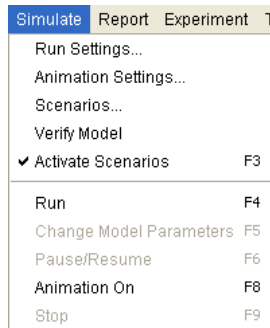 Simulate Report Experiment T
Run Settings...
Animation Settings...
Scenarios...
Verify Model
✔ Activate Scenarios F3
Run F4
Change Model Parameters F5
Pause/Resume F6
Animation On F8
Stop F9